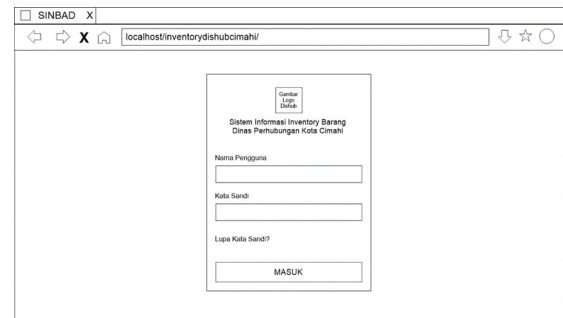 SINBAD X
X localhost/inventorydishubcimahi/
Gambar
Logo
Dishub
Sistem Informasi Inventory Barang
Dinas Perhubungan Kota Cimahi
Nama Pengguna
Kata Sandi
Lupa Kata Sandi?
MASUK